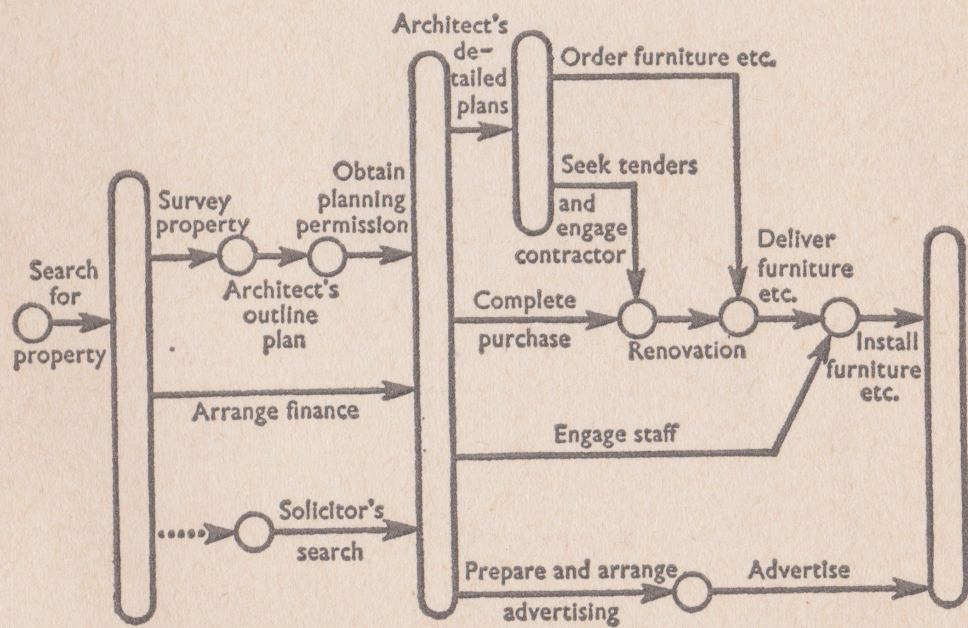 Search
for
property
Survey
property
Architect's
outline
plan
Obtain
planning
permission
Arrange finance
Solicitor's
search
Architect's
de-
tailed
plans
Order furniture etc.
Seek tenders
and
engage
contractor
Complete
purchase
Renovation
Deliver
furniture
etc.
Install
furniture
etc.
Engage staff
Prepare and arrange
advertising
Advertise